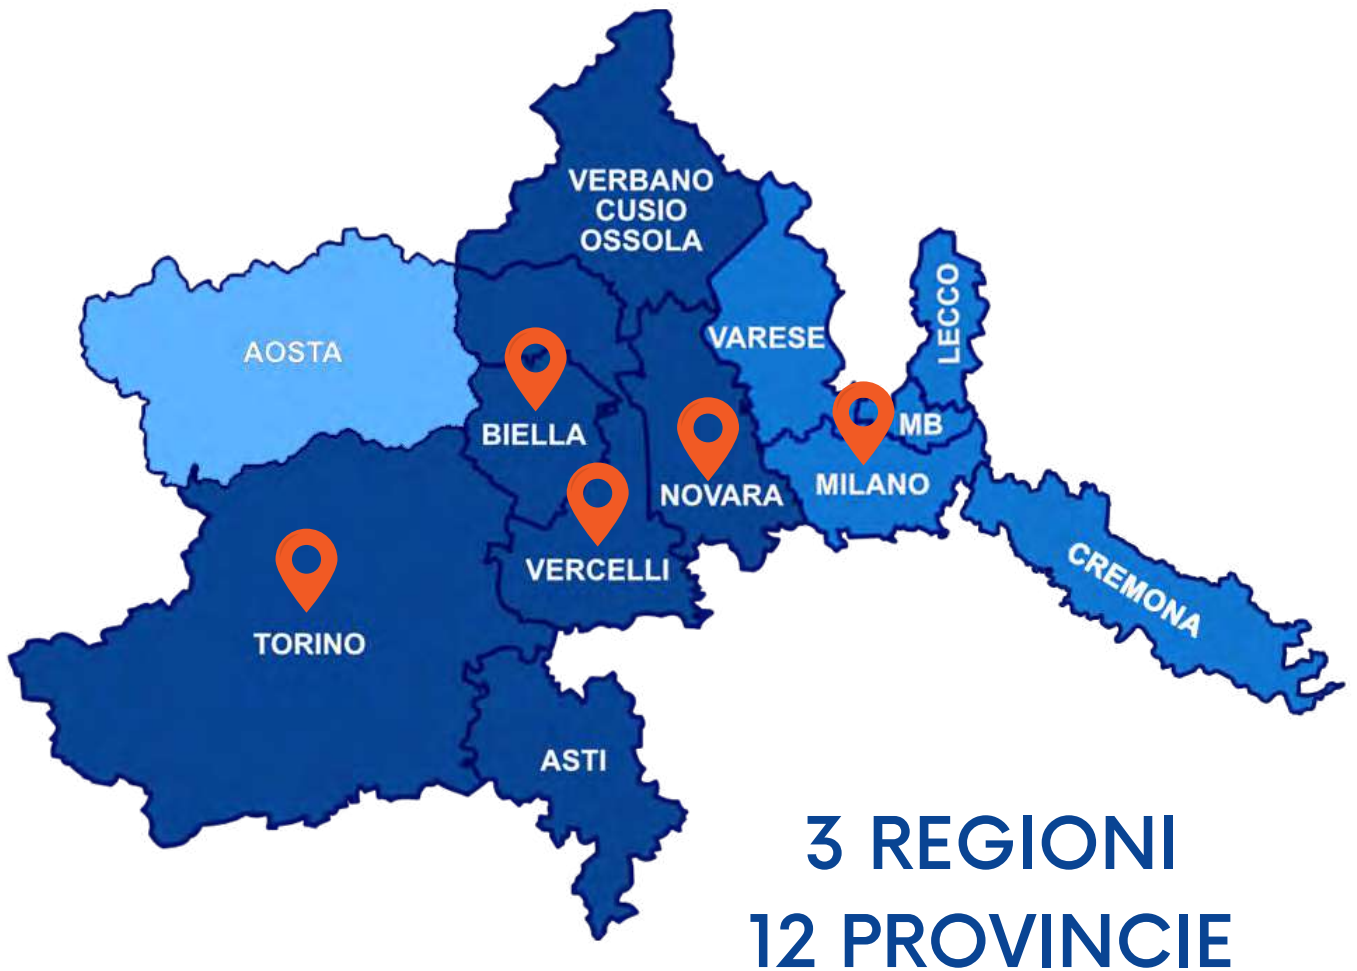 VERBANO
CUSIO
OSSOLA
LECCO
VARESE
AOSTA
MB
BIELLA
MILANO
NOVARA
VERCELLI
CREMONA
TORINO
ASTI
3 REGIONI
12 PROVINCIE